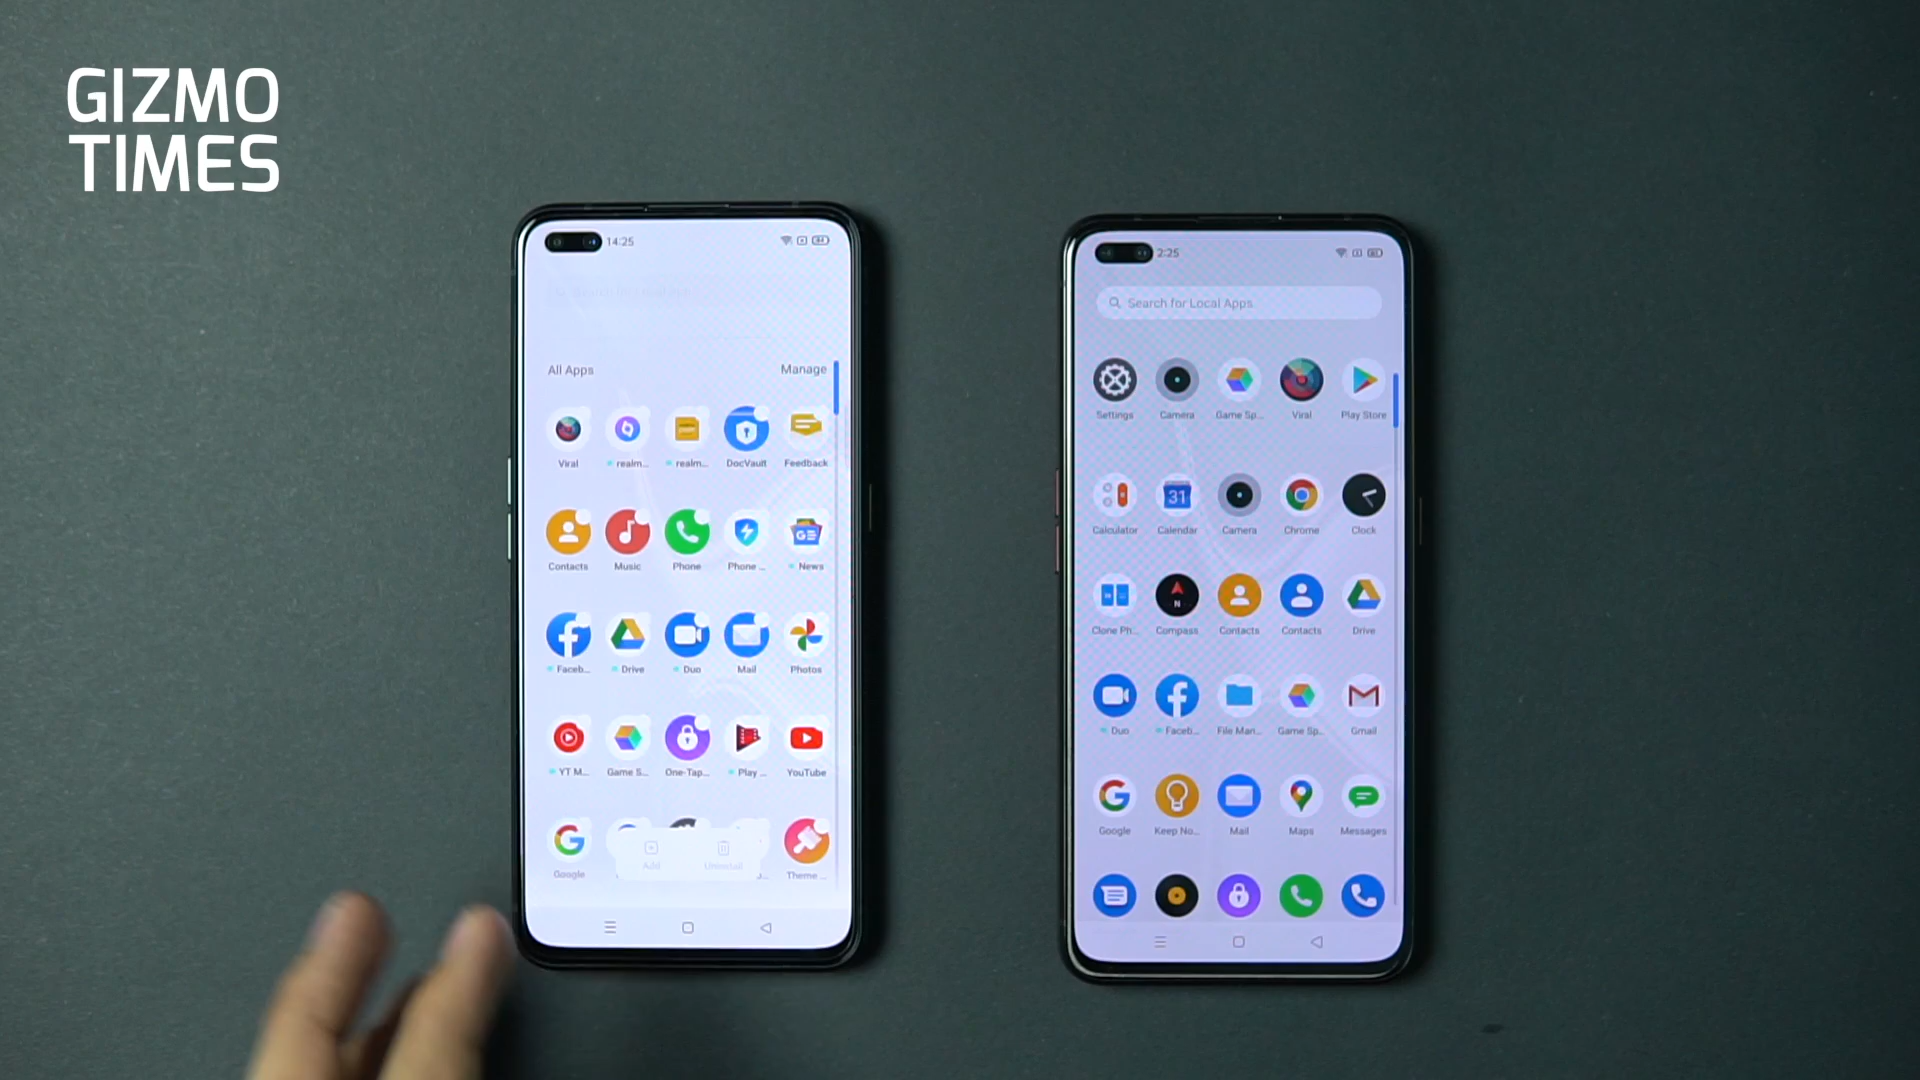 GIZMO
TIMES
14:25
All Apps
Manage
Viral
realm...
realm...
DocVault
Feedback
Contacts
Music
Phone
Phone ...
News
Faceb...
Drive
Duo
Mail
Photos
YT M...
Game S...
One-Tap...
Play ...
YouTube
Google
Add
Uninstall
Theme ...
2:25
Search for Local Apps
Settings
Camera
Game Sp...
Viral
Play Store
31
Calculator
Calendar
Camera
Chrome
Clock
N
Clone Ph...
Compass
Contacts
Contacts
Drive
Duo
Faceb...
File Man...
Game Sp...
Gmail
Google
Keep No...
Mail
Maps
Messages